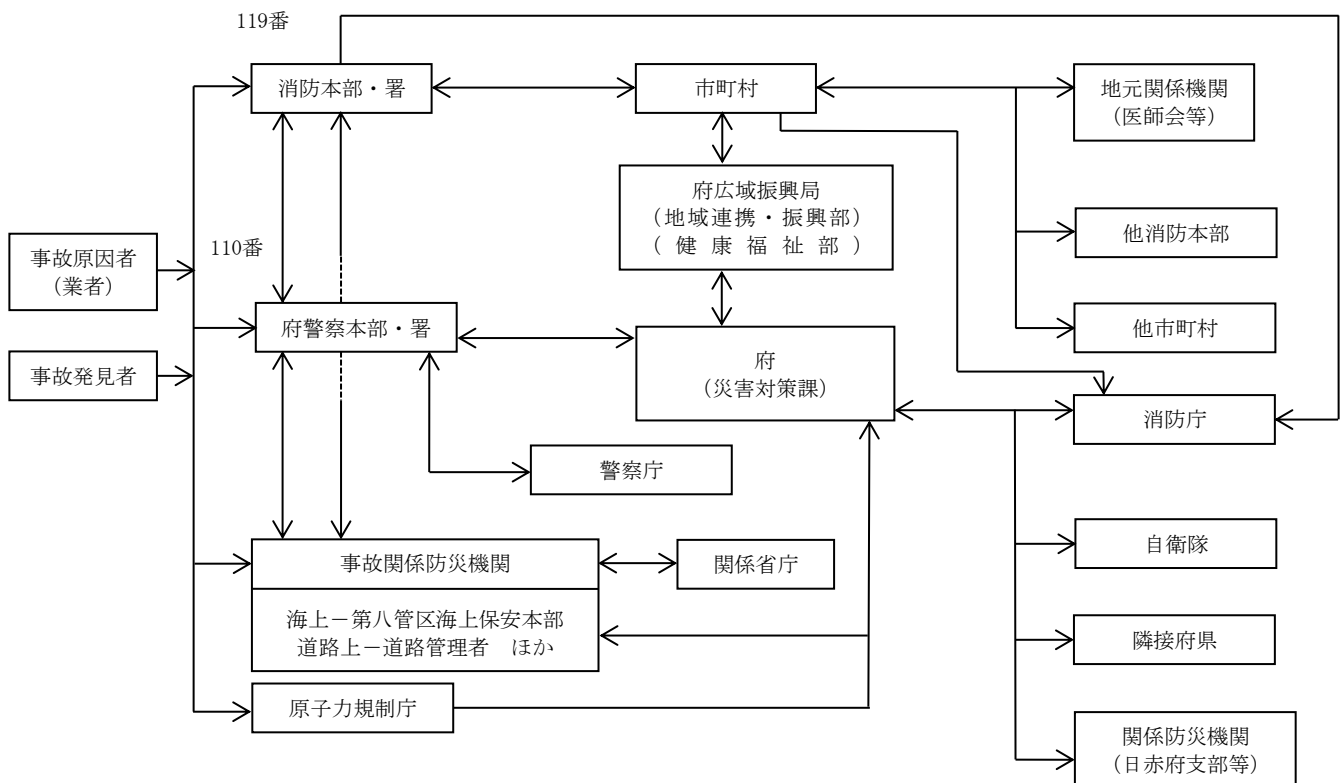 119番
消防本部・署
市町村
地元関係機関
（医師会等）
府広域振興局
（地域連携・振興部）
（健康福祉部）
他消防本部
110番
事故原因者
（業者）
府警察本部・署
他市町村
事故発見者
府
（災害対策課）
消防庁
警察庁
自衛隊
事故関係防災機関
関係省庁
海上－第八管区海上保安本部
道路上－道路管理者　ほか
隣接府県
原子力規制庁
関係防災機関
（日赤府支部等）